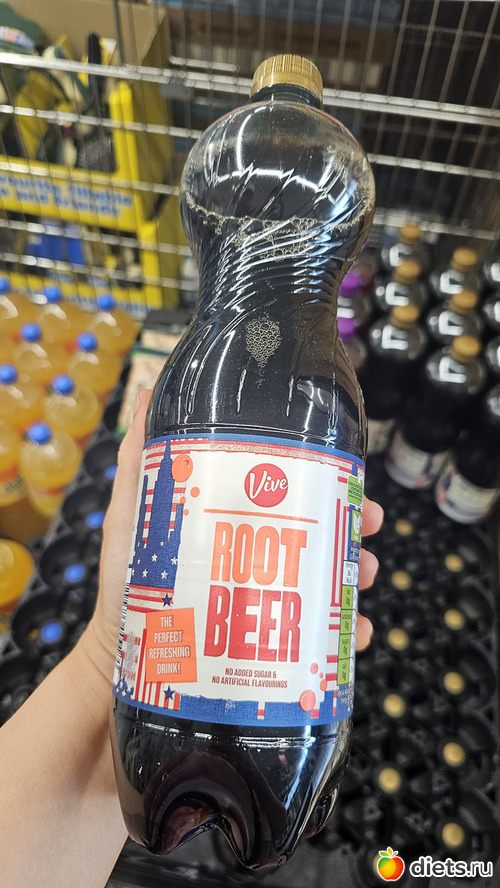 Vive
ROOT
BEER
THE
PERFECT
REFRESHING
DRINK!
NO ADDED SUGAR &
NO ARTIFICIAL FLAVOURINGS
diets.ru